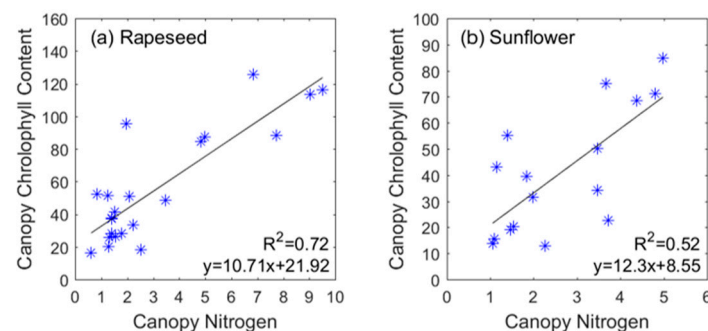 (a) Rapeseed
Canopy Chrolophyll Content
160
140
120
100
80
60
40
20
0
R²=0.72
y=10.71x+21.92
0 1 2 3 4 5 6 7 8 9 10
Canopy Nitrogen
(b) Sunflower
Canopy Chrolophyll Content
100
90
80
70
60
50
40
30
20
10
0
R²=0.52
y=12.3x+8.55
0 1 2 3 4 5 6
Canopy Nitrogen